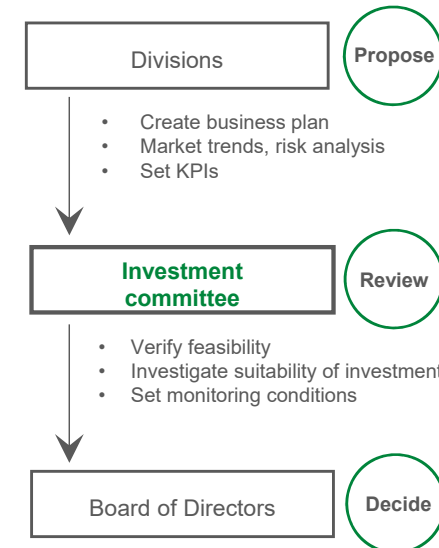 Divisions
Propose
• Create business plan
• Market trends, risk analysis
• Set KPIs
Investment
committee
Review
• Verify feasibility
• Investigate suitability of investment
• Set monitoring conditions
Board of Directors
Decide